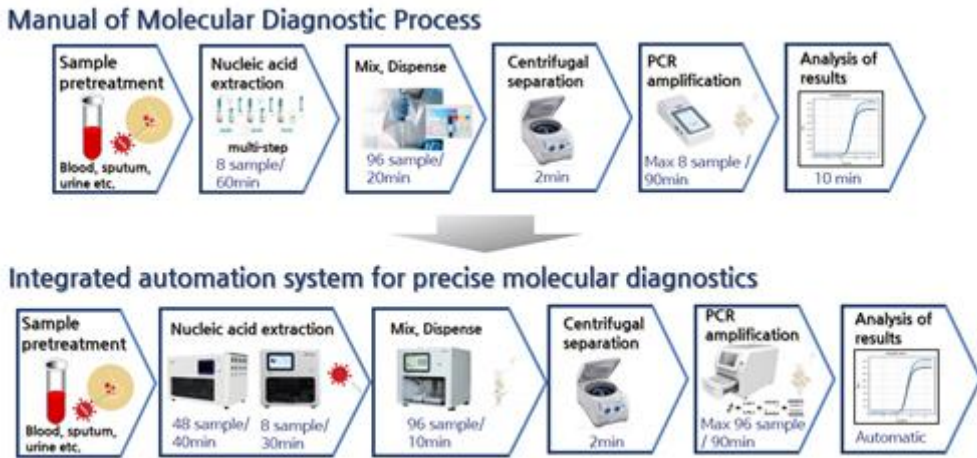 Manual of Molecular Diagnostic Process
Sample
pretreatment
Blood, sputum,
urine etc.
Nucleic acid
extraction
multi-step
8 sample/
60min
Mix, Dispense
96 sample/
20min
Centrifugal
separation
2min
PCR
amplification
Max 8 sample /
90min
Analysis of
results
10 min
Integrated automation system for precise molecular diagnostics
Sample
pretreatment
Blood, sputum,
urine etc.
Nucleic acid extraction
48 sample/
40min
8 sample/
30min
Mix, Dispense
96 sample/
10min
Centrifugal
separation
2min
PCR
amplification
Max 96 sample
/ 90min
Analysis of
results
Automatic